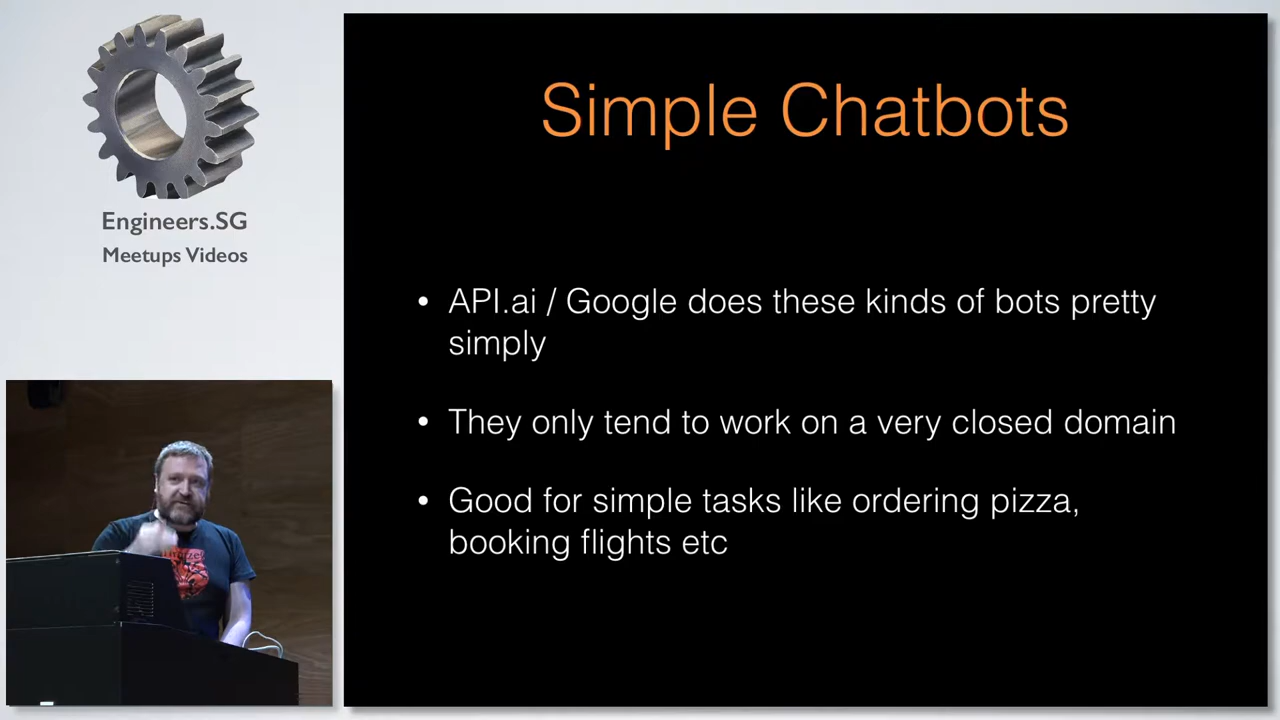 Engineers.SG
Meetups Videos
Simple Chatbots
• API.ai / Google does these kinds of bots pretty
simply
• They only tend to work on a very closed domain
• Good for simple tasks like ordering pizza,
booking flights etc